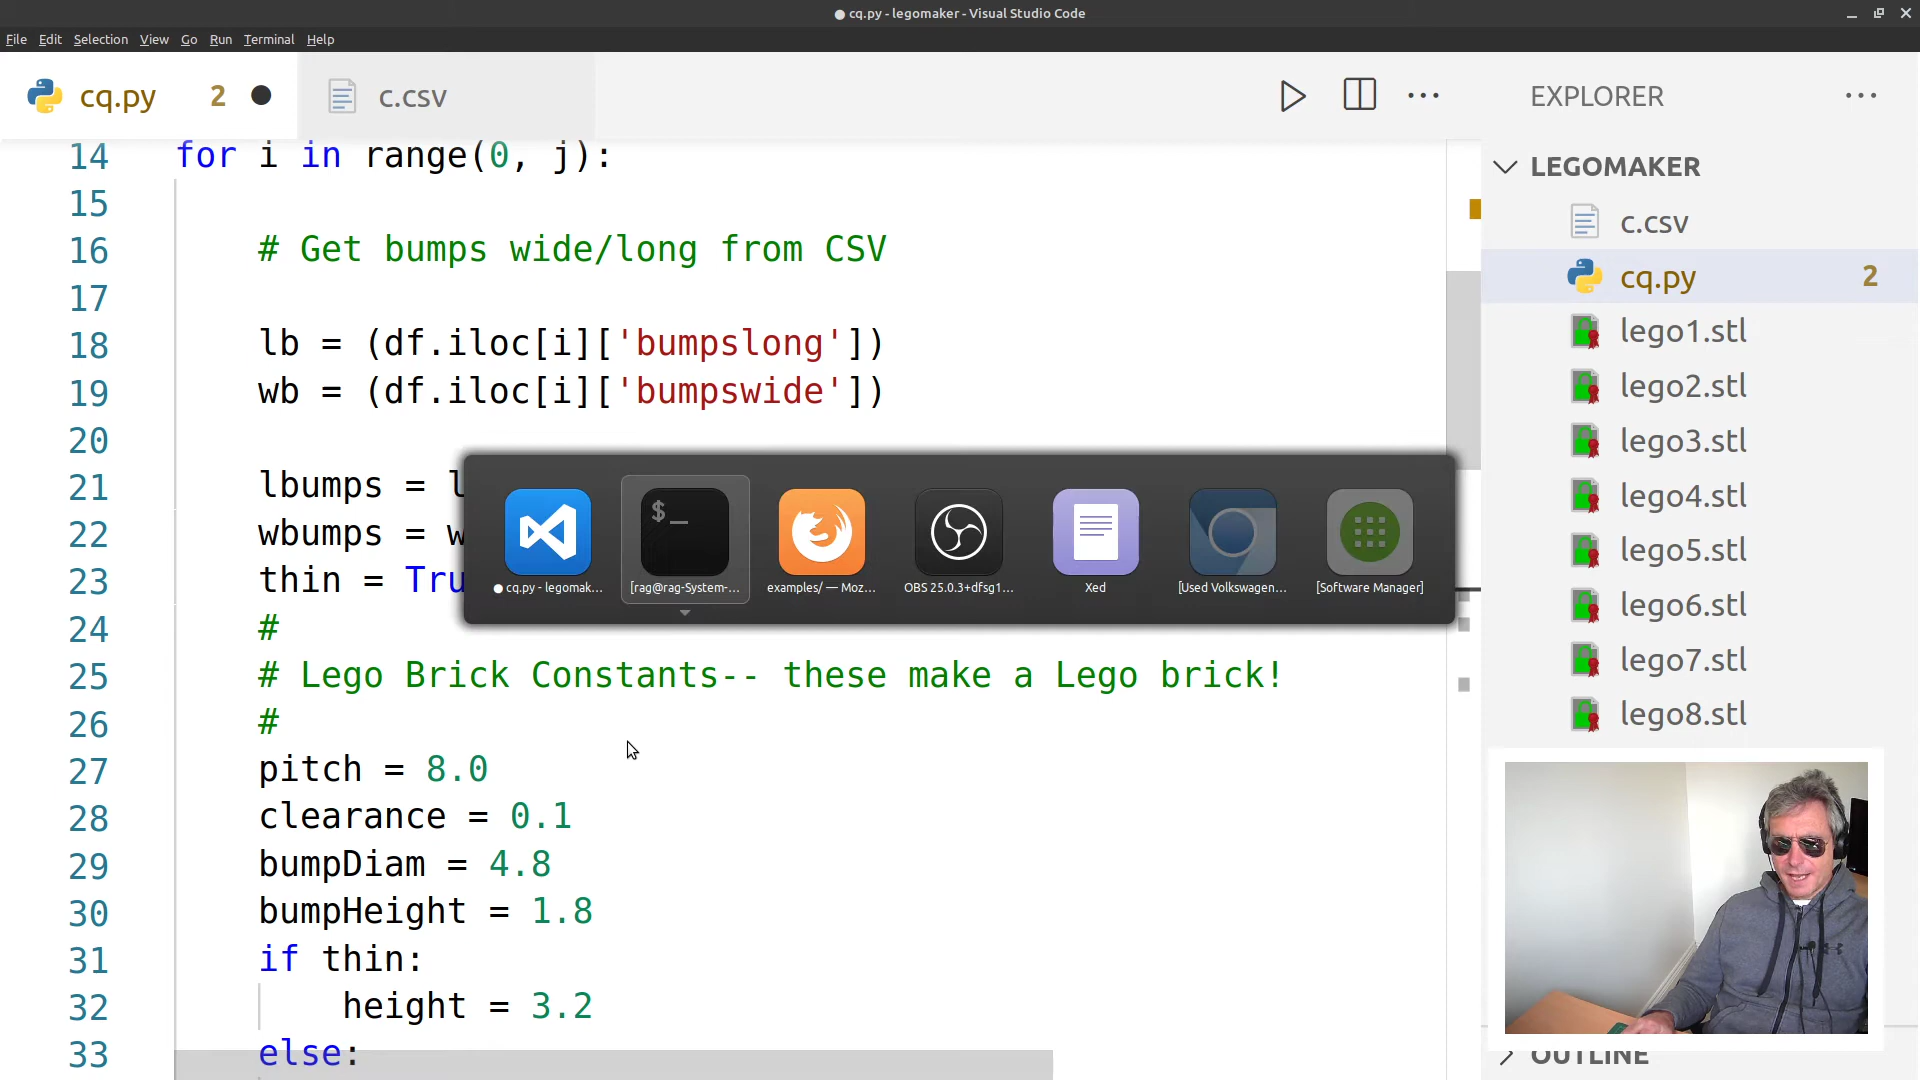 ● cq.py - legomaker - Visual Studio Code
File Edit Selection View Go Run Terminal Help
cq.py 2 ● c.csv
EXPLORER
LEGOMAKER
c.csv
cq.py 2
lego1.stl
lego2.stl
lego3.stl
lego4.stl
lego5.stl
lego6.stl
lego7.stl
lego8.stl
OUTLINE
14 for i in range(0, j):
15
16 # Get bumps wide/long from CSV
17
18 lb = (df.iloc[i]['bumpslong'])
19 wb = (df.iloc[i]['bumpswide'])
20
21 lbumps = l
22 wbumps = w
23 thin = Tru
24 #
25 # Lego Brick Constants-- these make a Lego brick!
26 #
27 pitch = 8.0
28 clearance = 0.1
29 bumpDiam = 4.8
30 bumpHeight = 1.8
31 if thin:
32 height = 3.2
33 else:
$_
● cq.py - legomak...
[rag@rag-System-...
examples/ — Moz...
OBS 25.0.3+dfsg1...
Xed
[Used Volkswagen...
[Software Manager]